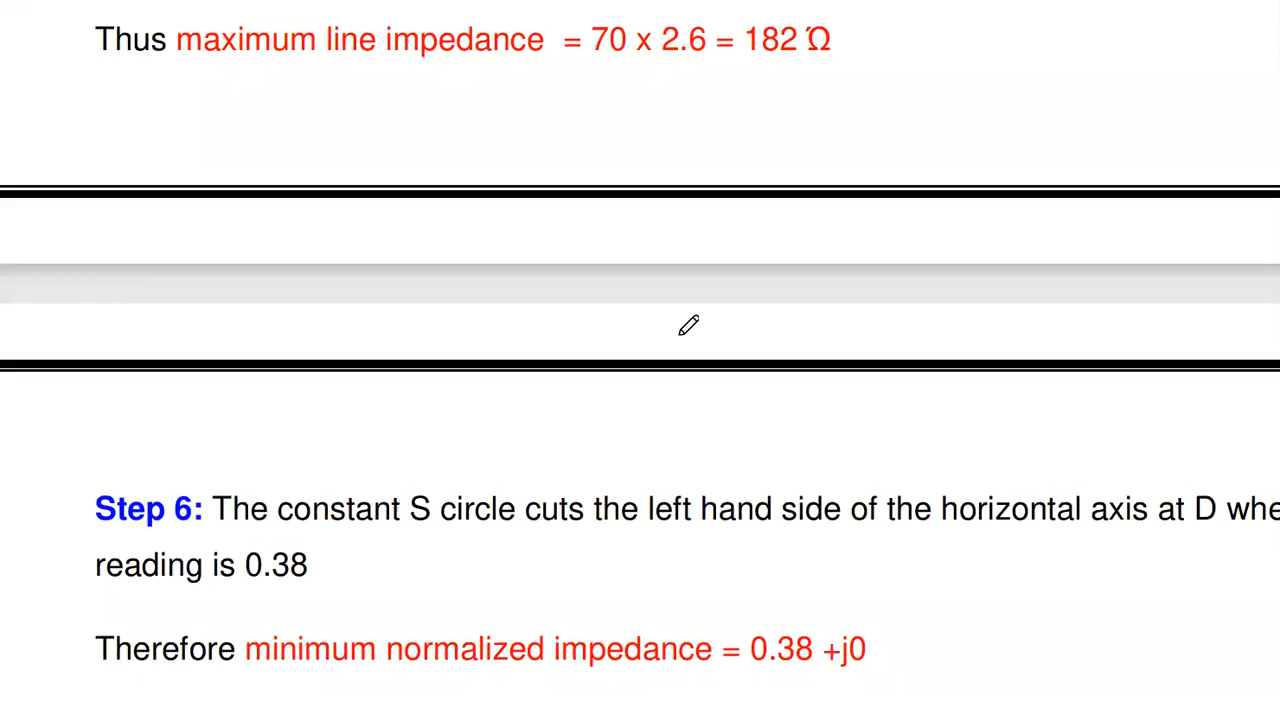 Thus maximum line impedance = 70 x 2.6 = 182 Ώ
Step 6: The constant S circle cuts the left hand side of the horizontal axis at D
reading is 0.38
Therefore minimum normalized impedance = 0.38 +j0